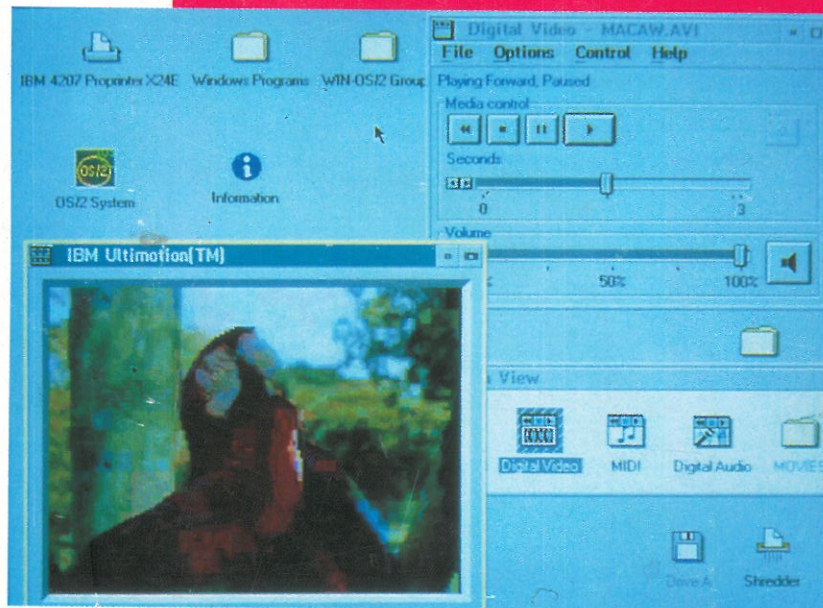 Digital Video - MACAW.AVI
File Options Control Help
IBM 4207 Proprinter X24E
Windows Programs
WIN-OS/2 Group
Playing Forward, Paused
Media control
Seconds
0
3
OS/2
OS/2 System
Information
Volume
50%
100%
IBM Ultimotion(TM)
View
Digital Video
MIDI
Digital Audio
MOVIES
Drive A
Shredder